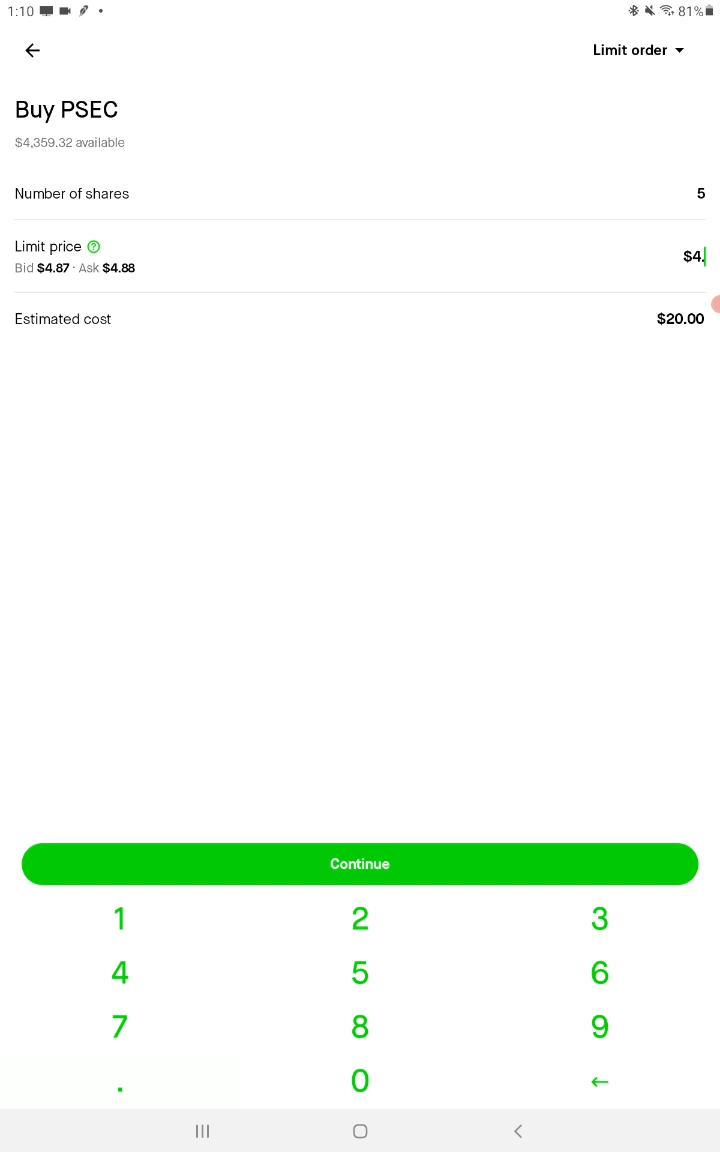 1:10
81%
Limit order
Buy PSEC
$4,359.32 available
Number of shares 5
Limit price
$4.
Bid $4.87 · Ask $4.88
Estimated cost $20.00
Continue
1 2 3
4 5 6
7 8 9
. 0